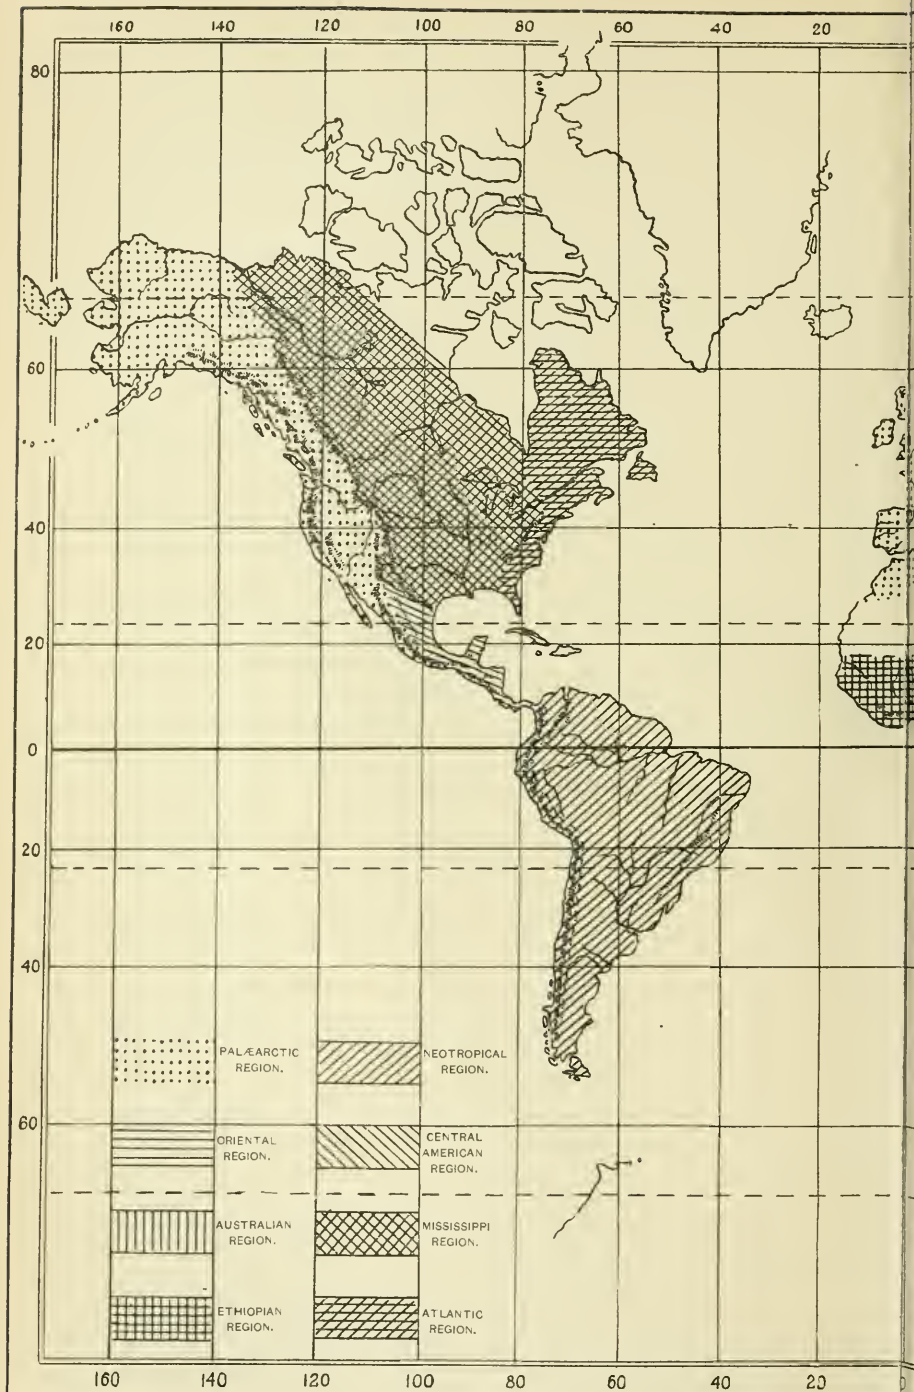 160 140 120 100 80 60 40 20
80
60
40
20
0
20
40
60
PALÆARCTIC
REGION.
NEOTROPICAL
REGION.
ORIENTAL
REGION.
CENTRAL
AMERICAN
REGION.
AUSTRALIAN
REGION.
MISSISSIPPI
REGION.
ETHIOPIAN
REGION.
ATLANTIC
REGION.
160 140 120 100 80 60 40 20 0